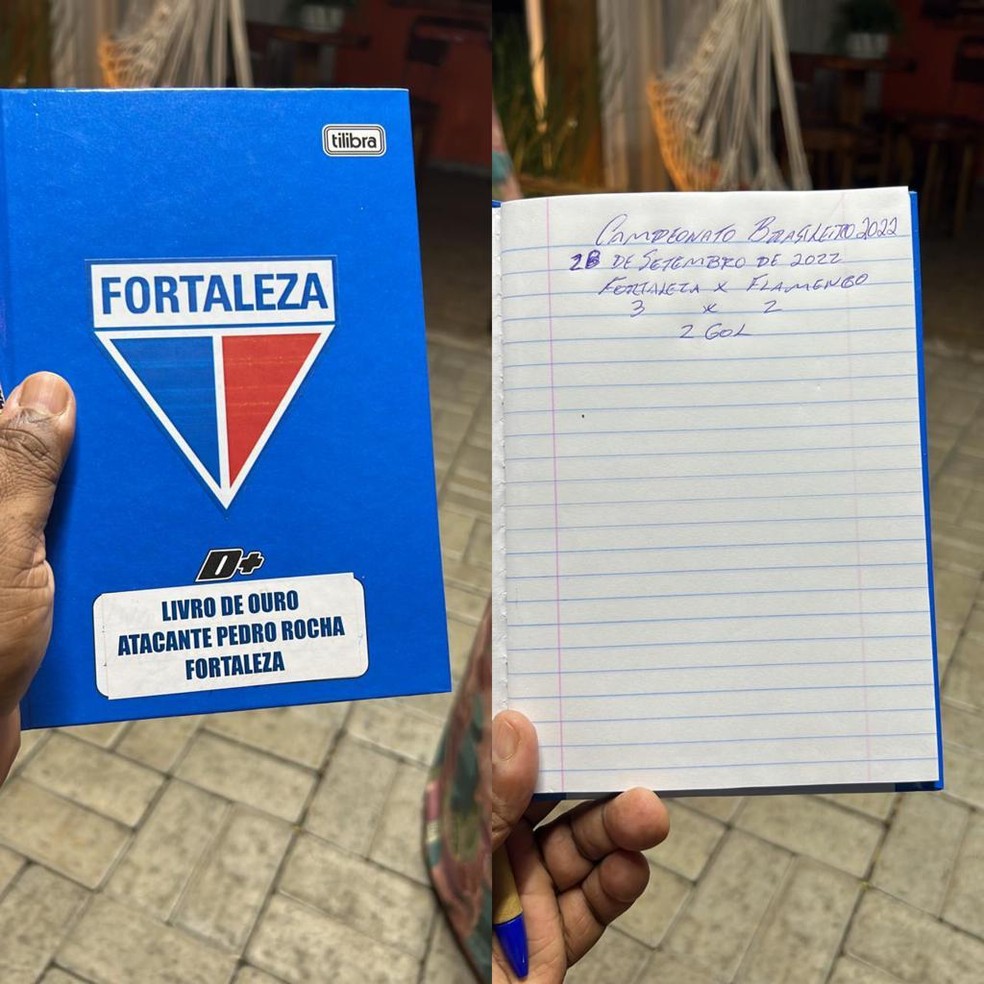 tilibra
FORTALEZA
D+
LIVRO DE OURO
ATACANTE PEDRO ROCHA
FORTALEZA
CAMPEONATO BRASILEIRO 2022
28 DE SETEMBRO DE 2022
FORTALEZA X FLAMENGO
3 X 2
2 GOL